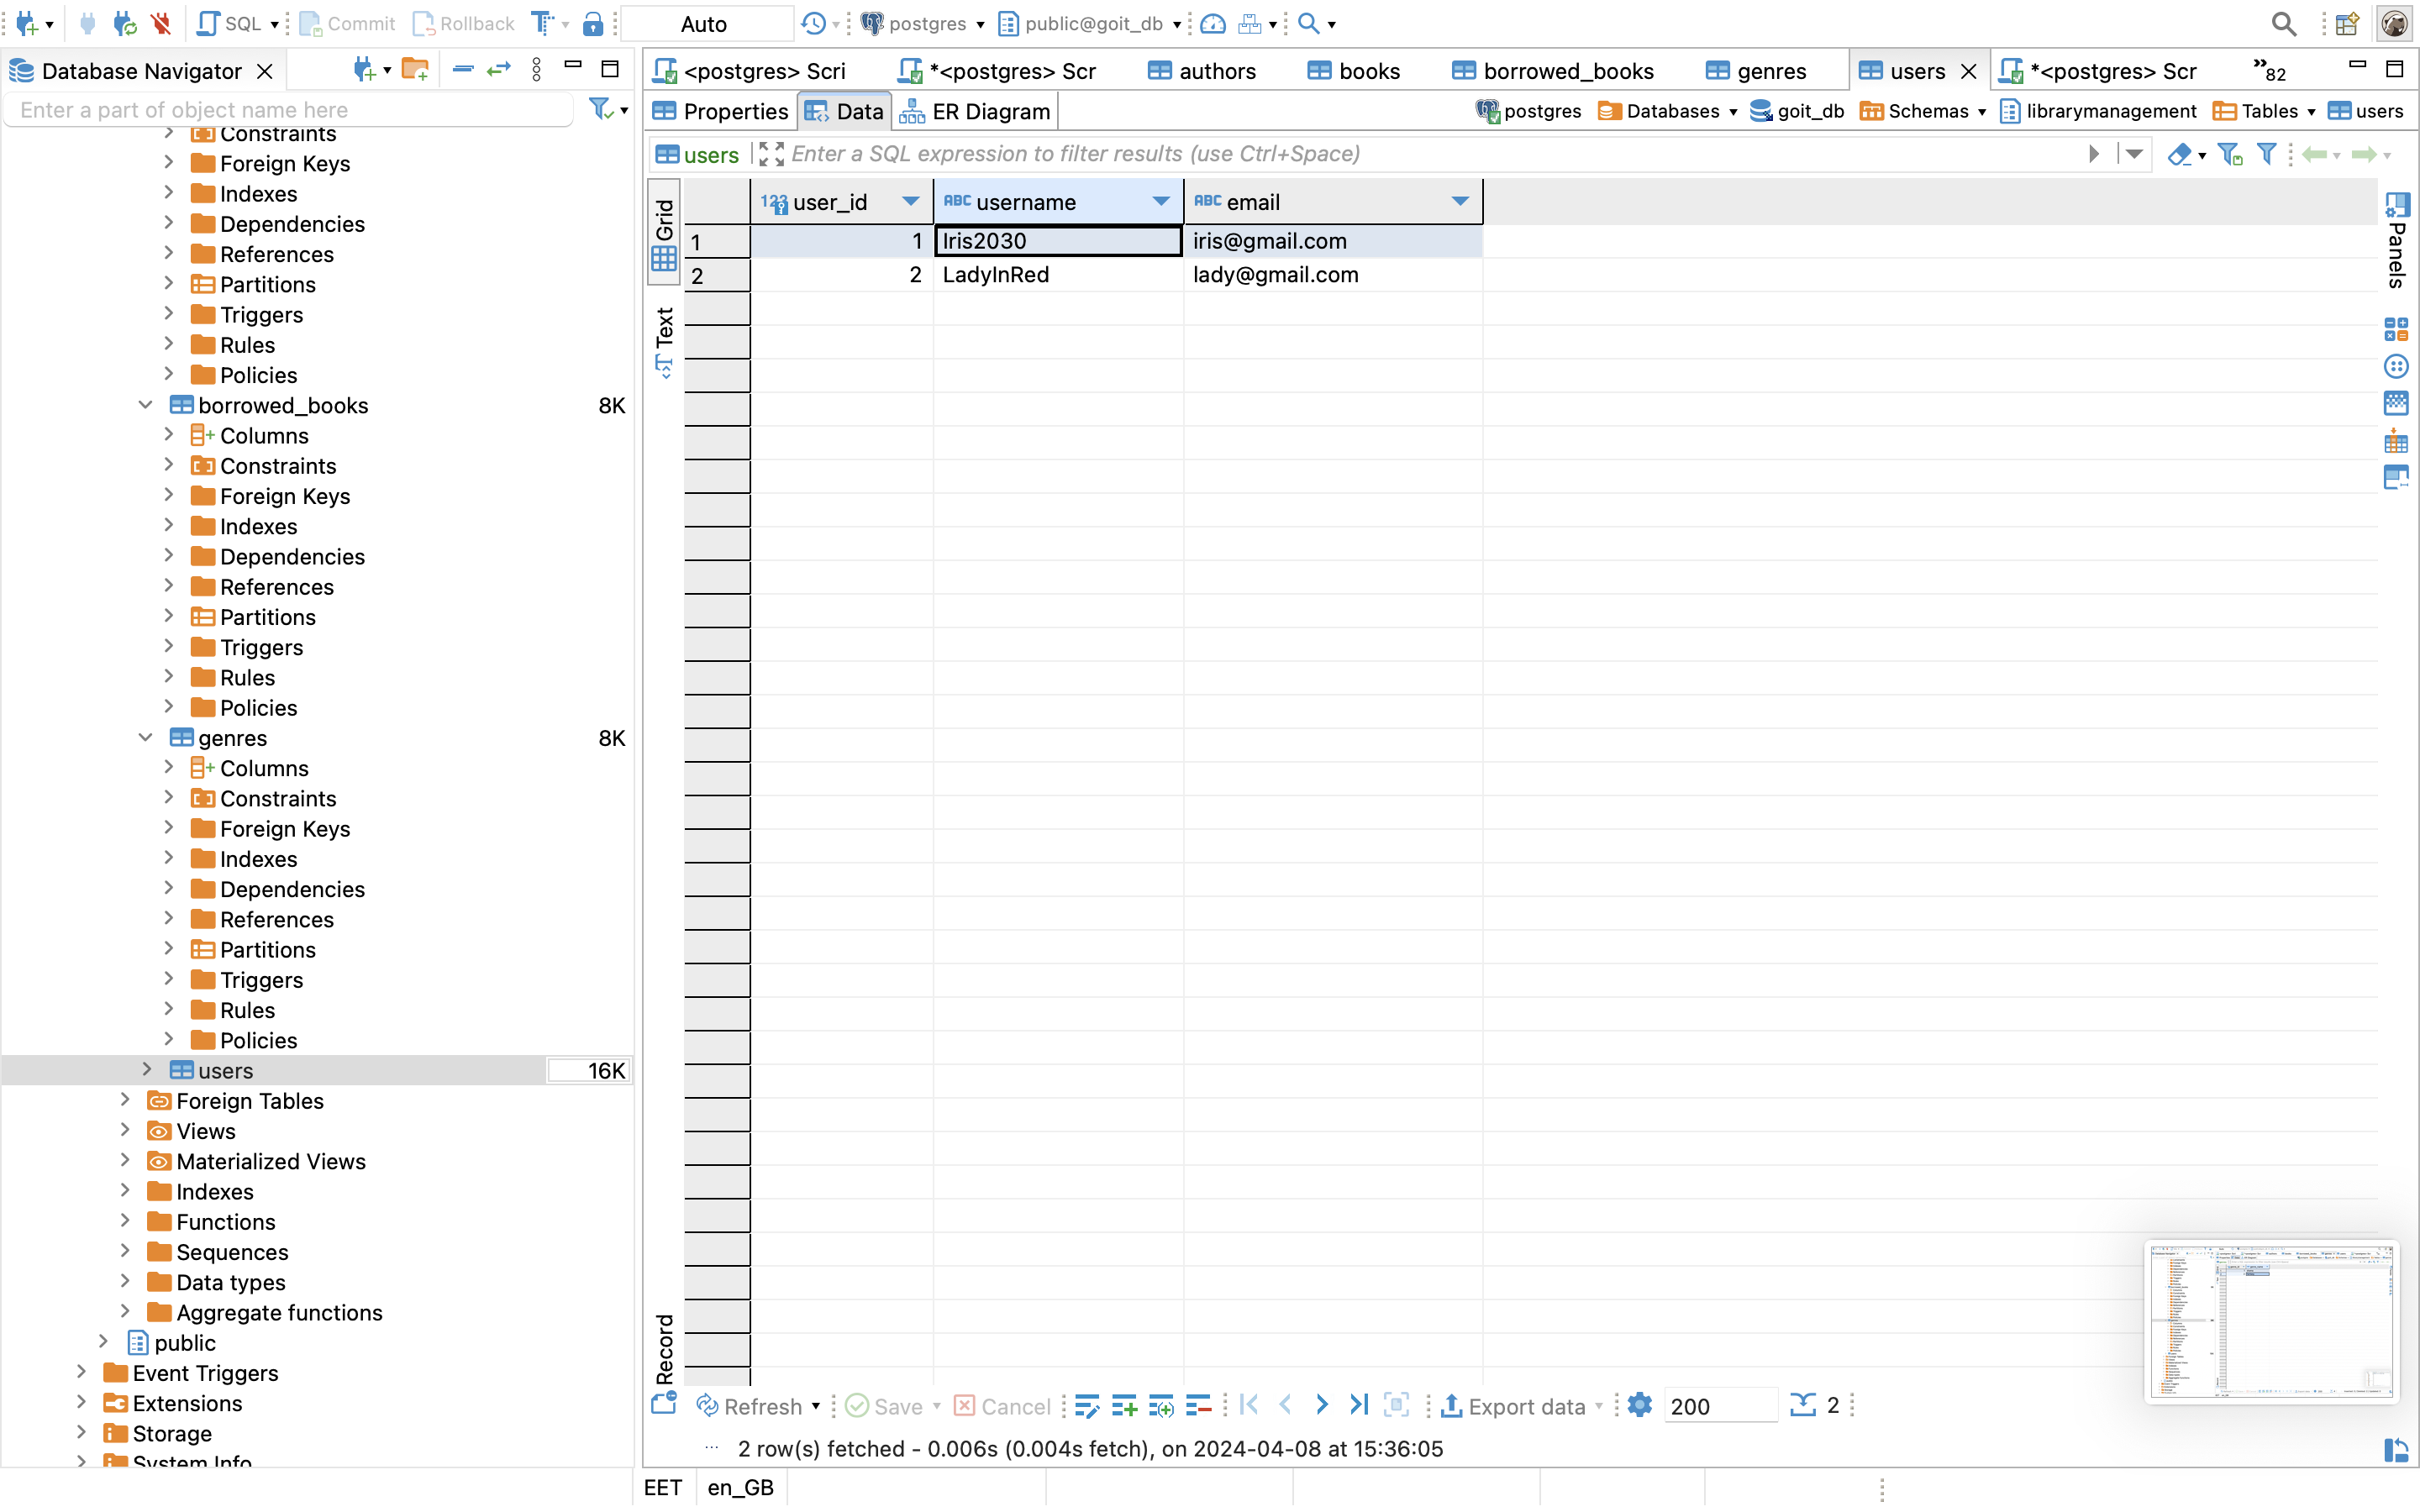 SQL Commit Rollback Auto postgres public@goit_db
Database Navigator
Enter a part of object name here
Constraints
Foreign Keys
Indexes
Dependencies
References
Partitions
Triggers
Rules
Policies
borrowed_books 8K
Columns
Constraints
Foreign Keys
Indexes
Dependencies
References
Partitions
Triggers
Rules
Policies
genres 8K
Columns
Constraints
Foreign Keys
Indexes
Dependencies
References
Partitions
Triggers
Rules
Policies
users 16K
Foreign Tables
Views
Materialized Views
Indexes
Functions
Sequences
Data types
Aggregate functions
public
Event Triggers
Extensions
Storage
System Info
<postgres> Scri *<postgres> Scr authors books borrowed_books genres users *<postgres> Scr »82
Properties Data ER Diagram postgres Databases goit_db Schemas librarymanagement Tables users
users Enter a SQL expression to filter results (use Ctrl+Space)
Grid
Text
Record
123 user_id ABC username ABC email
1 1 Iris2030 iris@gmail.com
2 2 LadyInRed lady@gmail.com
Panels
Refresh Save Cancel Export data 200 2
... 2 row(s) fetched - 0.006s (0.004s fetch), on 2024-04-08 at 15:36:05
EET en_GB